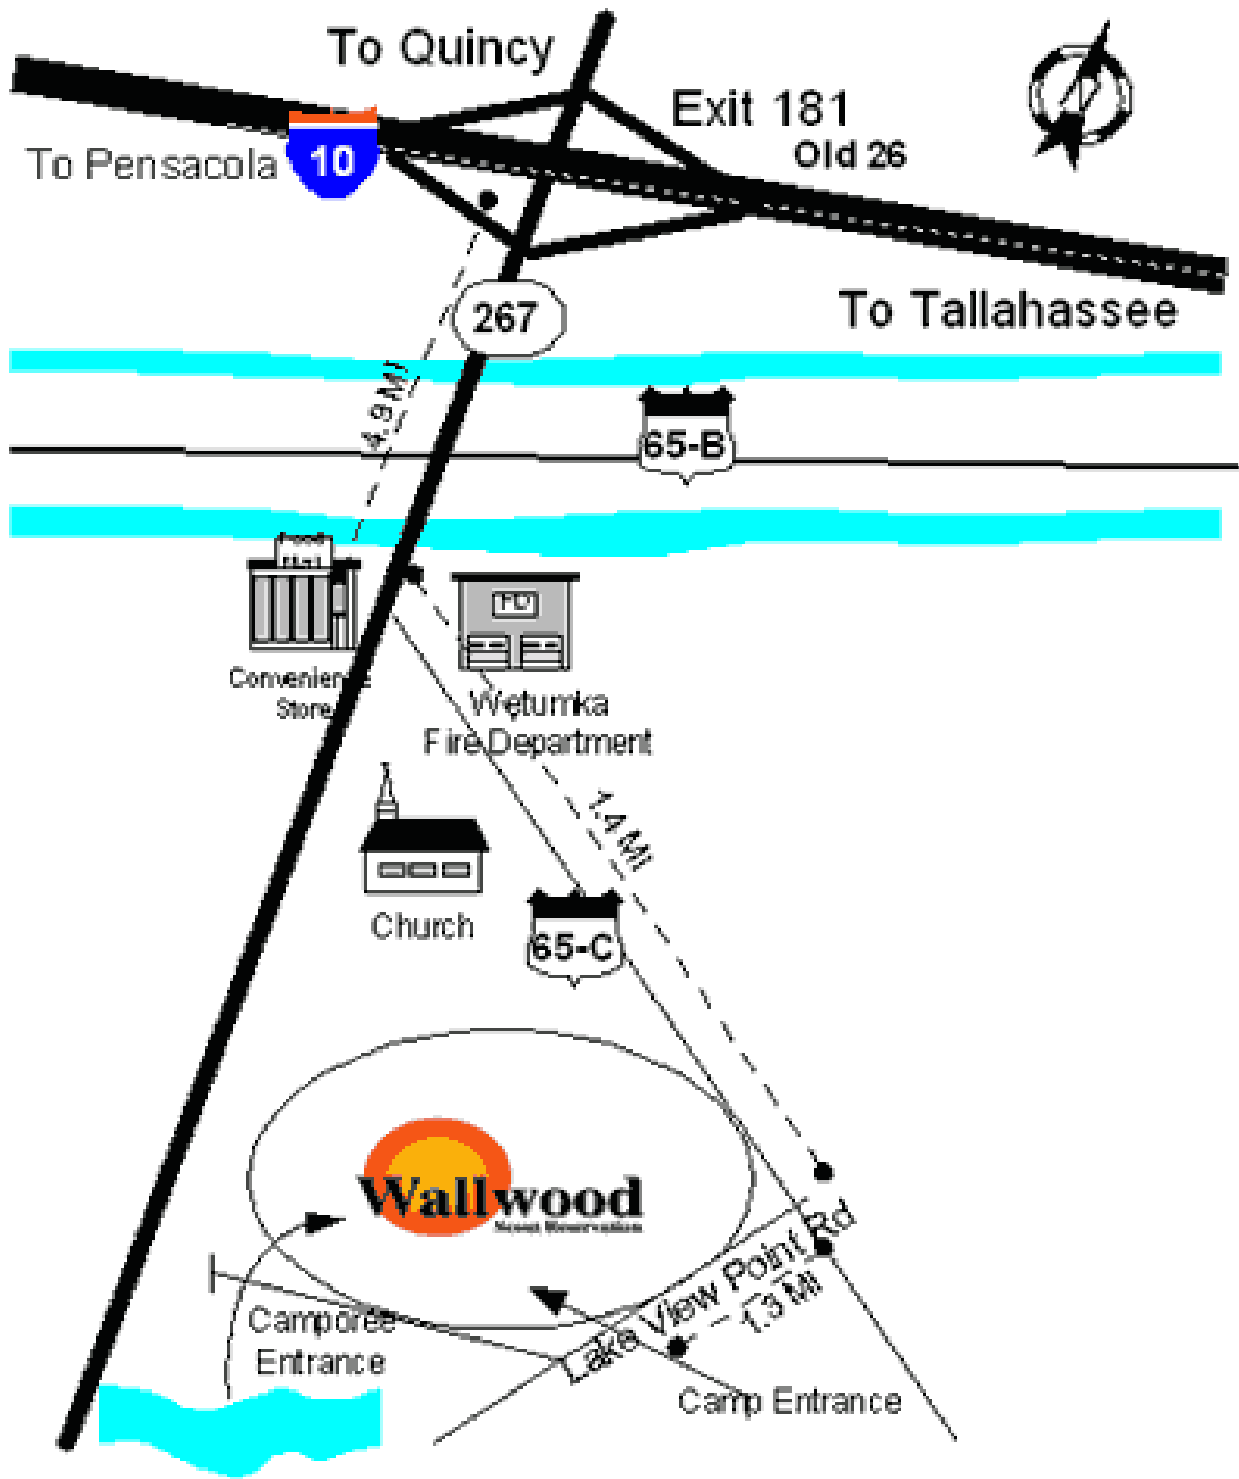 To Quincy
Exit 181
Old 26
To Pensacola
10
To Tallahassee
267
4.9 MI
65-B
Food
Mart
FD
Convenience
Store
Wetumka
Fire Department
1.4 MI
Church
65-C
Wallwood
Scout Reservation
Lake View Point Rd
1.3 MI
Camporee
Entrance
Camp Entrance